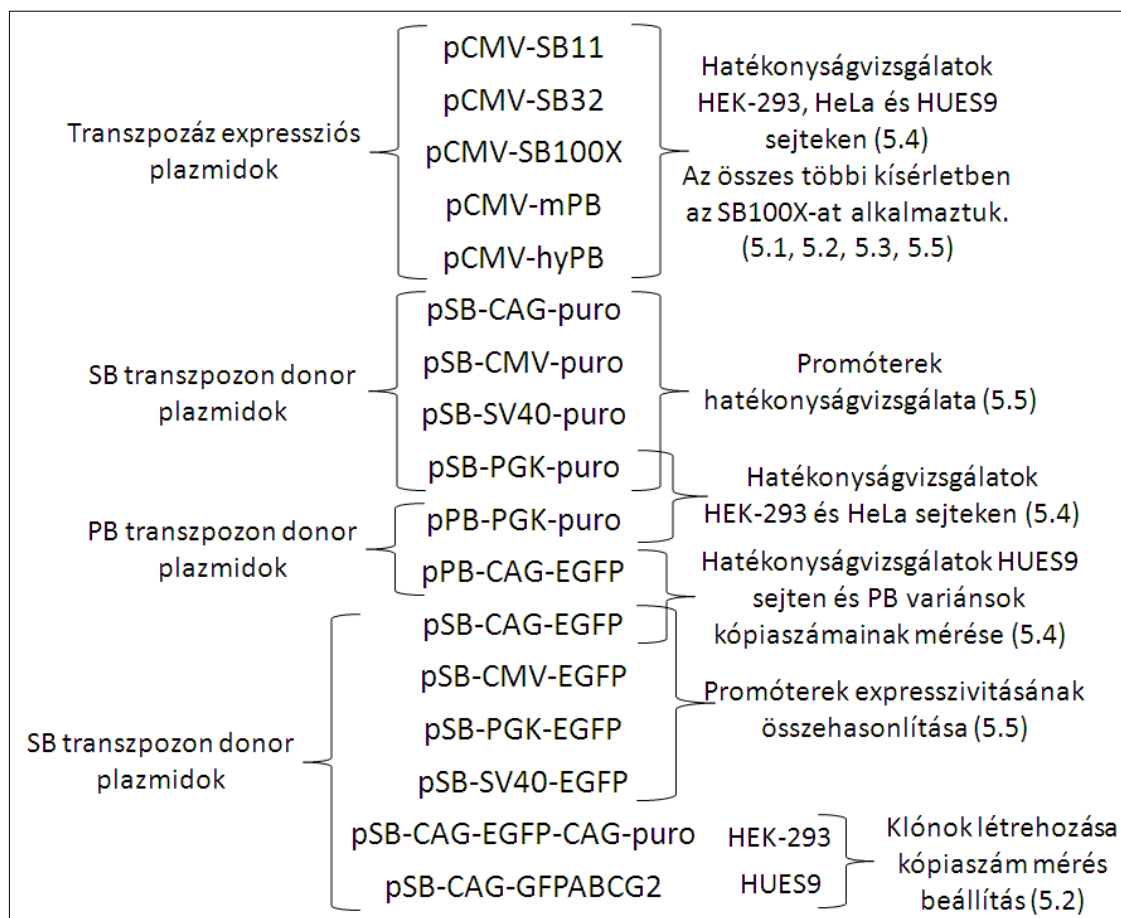 Transzpozáz expressziós
plazmidok
pCMV-SB11
pCMV-SB32
pCMV-SB100X
pCMV-mPB
pCMV-hyPB
Hatékonyságvizsgálatok
HEK-293, HeLa és HUES9
sejteken (5.4)
Az összes többi kísérletben
az SB100X-at alkalmaztuk.
(5.1, 5.2, 5.3, 5.5)
SB transzpozon donor
plazmidok
pSB-CAG-puro
pSB-CMV-puro
pSB-SV40-puro
pSB-PGK-puro
Promóterek
hatékonyságvizsgálata (5.5)
PB transzpozon donor
plazmidok
pPB-PGK-puro
pPB-CAG-EGFP
Hatékonyságvizsgálatok
HEK-293 és HeLa sejteken (5.4)
Hatékonyságvizsgálatok HUES9
sejten és PB variánsok
kópiaszámainak mérése (5.4)
SB transzpozon donor
plazmidok
pSB-CAG-EGFP
pSB-CMV-EGFP
pSB-PGK-EGFP
pSB-SV40-EGFP
Promóterek expresszivitásának
összehasonlítása (5.5)
pSB-CAG-EGFP-CAG-puro HEK-293
pSB-CAG-GFPABCG2 HUES9
Klónok létrehozása
kópiaszám mérés
beállítás (5.2)